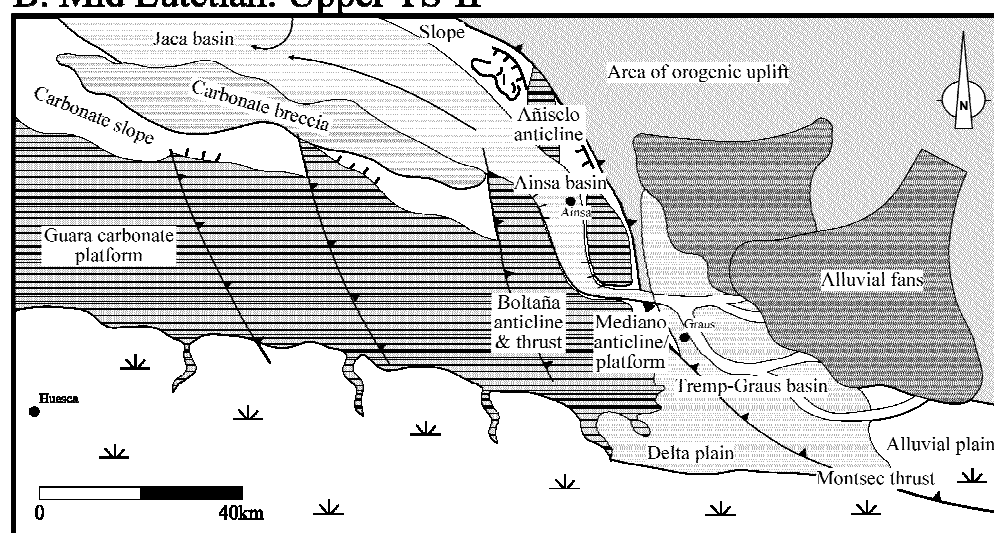 B. Mid Lutetian: Upper TS-II
Jaca basin
Slope
Area of orogenic uplift
N
Carbonate breccia
Carbonate slope
Añisclo
anticline
Ainsa basin
Ainsa
Guara carbonate
platform
Alluvial fans
Boltaña
anticline
& thrust
Mediano
anticline
platform
Graus
Tremp-Graus basin
Huesca
Delta plain
Alluvial plain
Montsec thrust
0
40km